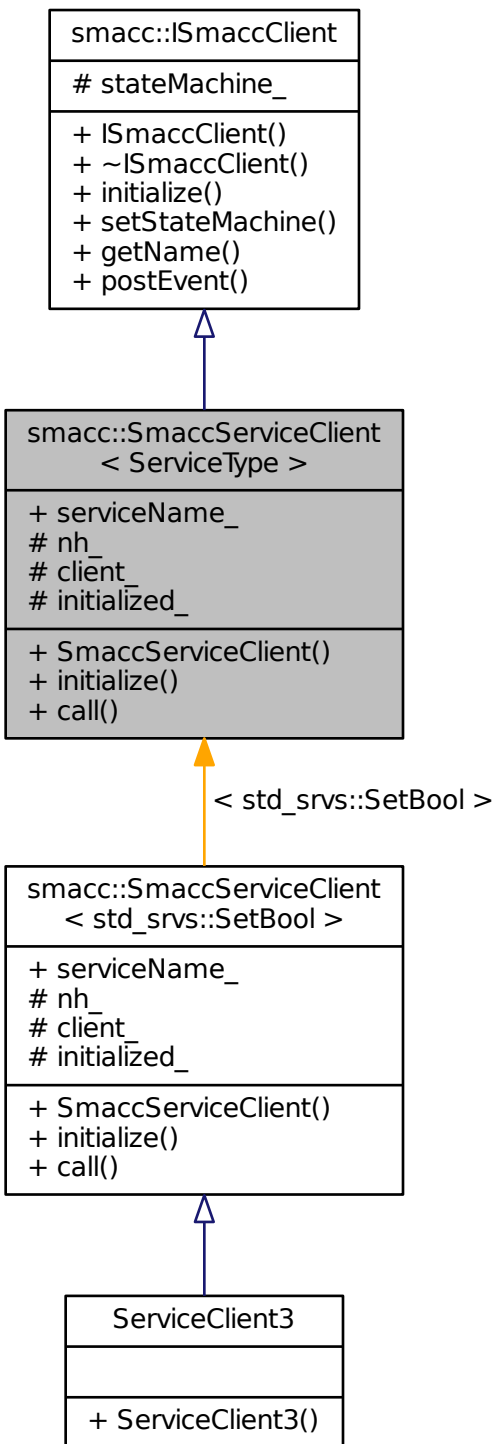 smacc::ISmaccClient
# stateMachine_
+ ISmaccClient()
+ ~ISmaccClient()
+ initialize()
+ setStateMachine()
+ getName()
+ postEvent()
smacc::SmaccServiceClient
< ServiceType >
+ serviceName_
# nh_
# client_
# initialized_
+ SmaccServiceClient()
+ initialize()
+ call()
< std_srvs::SetBool >
smacc::SmaccServiceClient
< std_srvs::SetBool >
+ serviceName_
# nh_
# client_
# initialized_
+ SmaccServiceClient()
+ initialize()
+ call()
ServiceClient3
+ ServiceClient3()